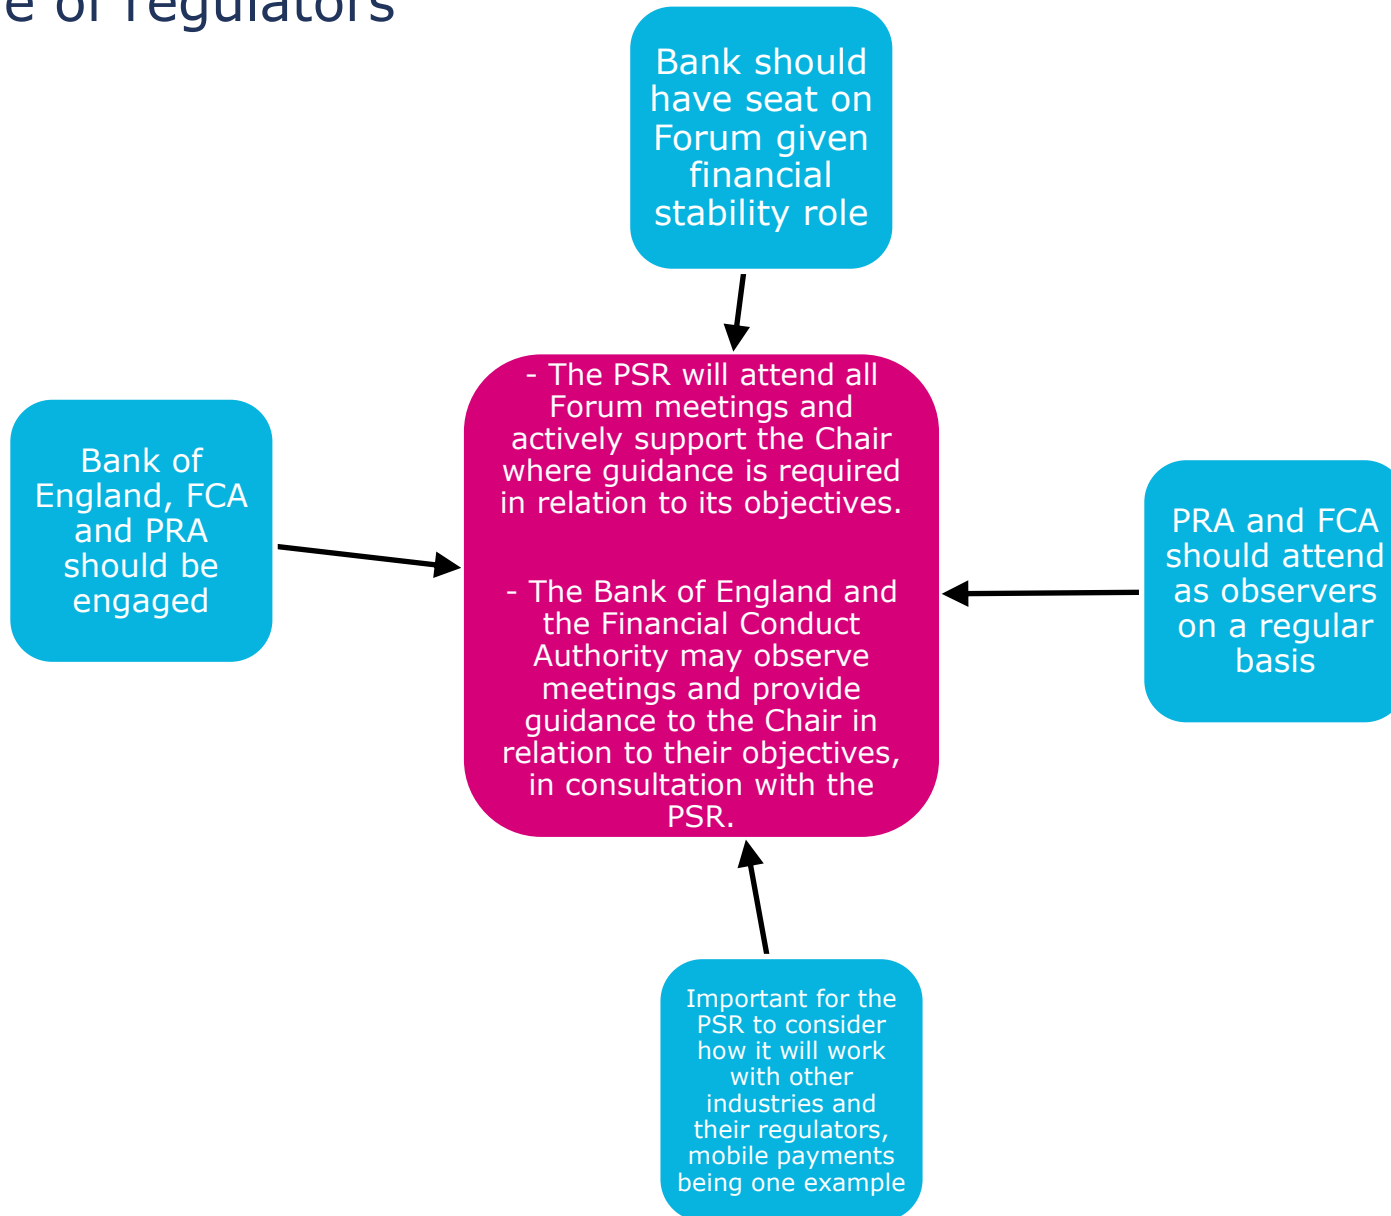 e of regulators
Bank should
have seat on
Forum given
financial
stability role
- The PSR will attend all
Forum meetings and
actively support the Chair
where guidance is required
in relation to its objectives.
- The Bank of England and
the Financial Conduct
Authority may observe
meetings and provide
guidance to the Chair in
relation to their objectives,
in consultation with the
PSR.
Bank of
England, FCA
and PRA
should be
engaged
PRA and FCA
should attend
as observers
on a regular
basis
Important for the
PSR to consider
how it will work
with other
industries and
their regulators,
mobile payments
being one example